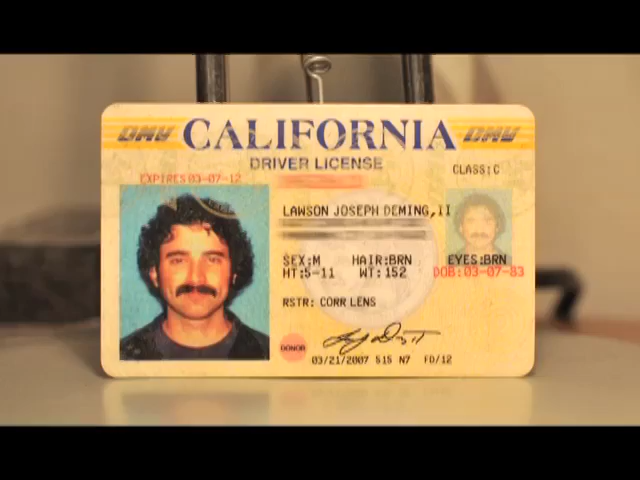 DMV CALIFORNIA DMV
DRIVER LICENSE
CLASS:C
EXPIRES 03-07-12
LAWSON JOSEPH DEMING,II
SEX:M HAIR:BRN EYES:BRN
HT:5-11 WT:152 DOB:03-07-83
RSTR: CORR LENS
DONOR
03/21/2007 515 N7 FD/12